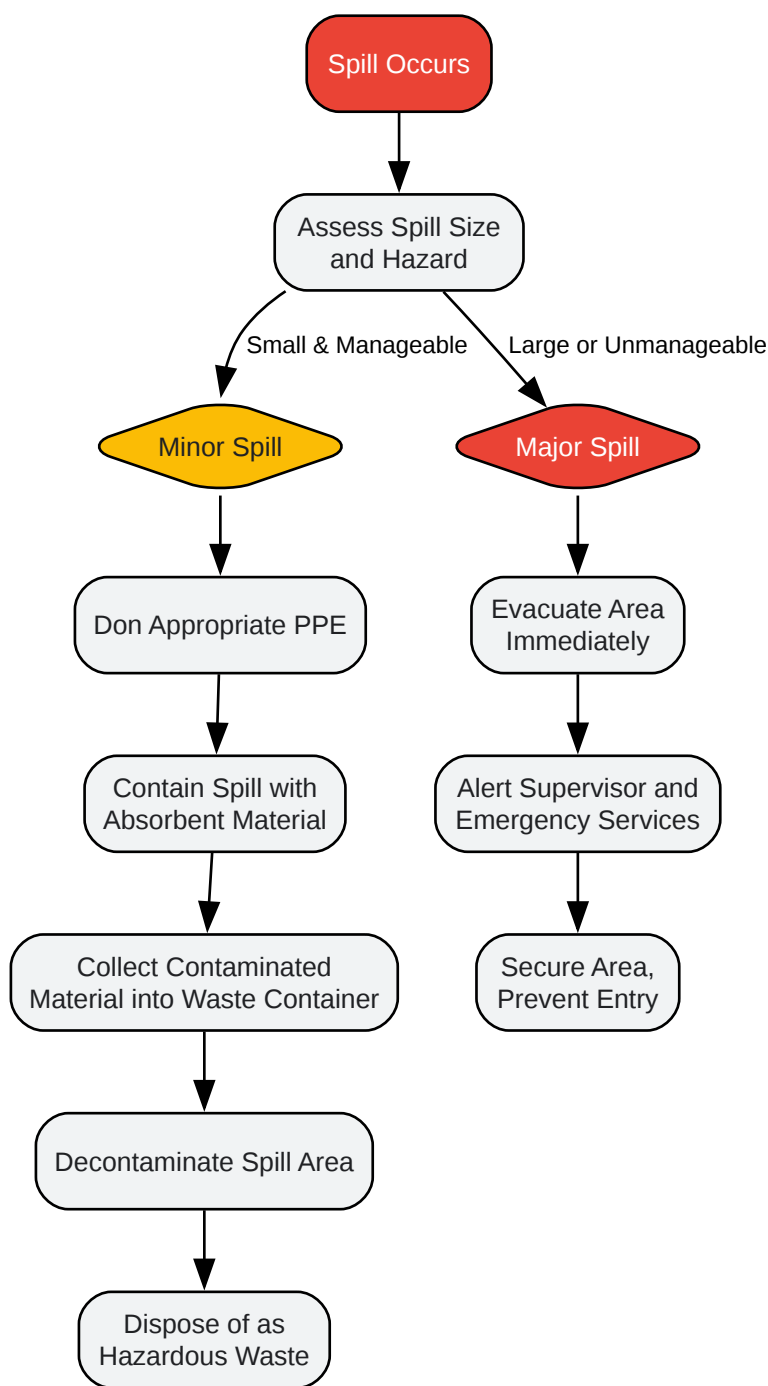 Spill Occurs
Assess Spill Size
and Hazard
Small & Manageable
Large or Unmanageable
Minor Spill
Major Spill
Don Appropriate PPE
Evacuate Area
Immediately
Contain Spill with
Absorbent Material
Alert Supervisor and
Emergency Services
Collect Contaminated
Material into Waste Container
Secure Area,
Prevent Entry
Decontaminate Spill Area
Dispose of as
Hazardous Waste